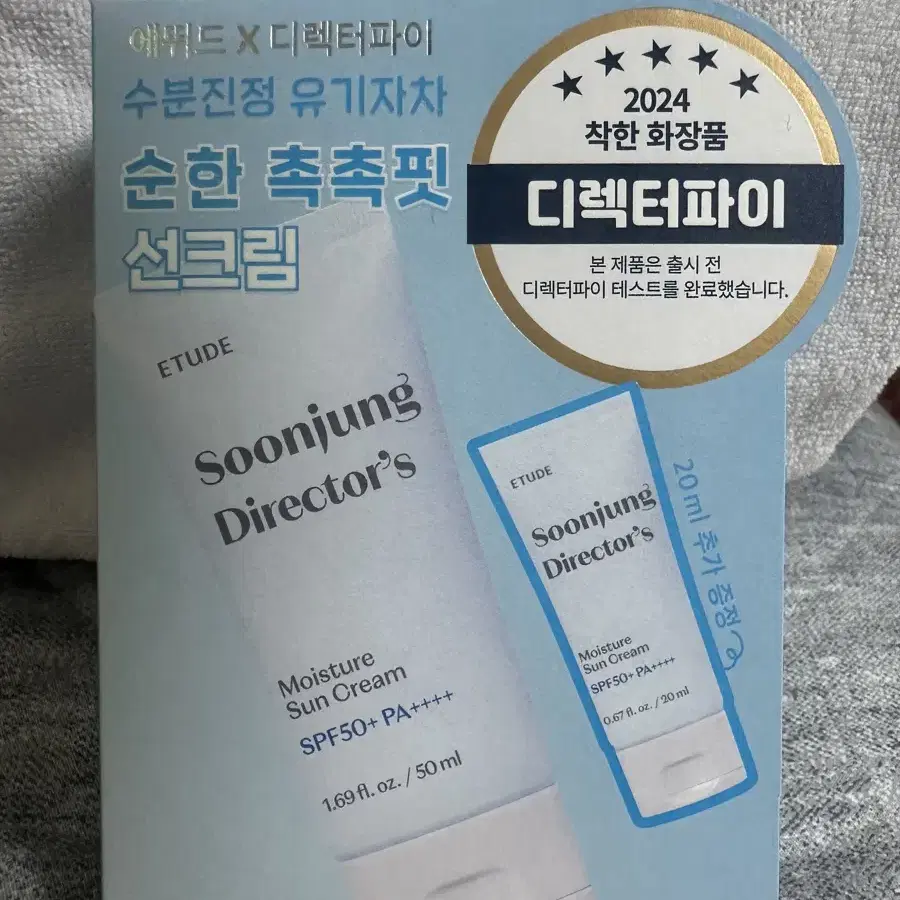 에뛰드 X 디렉터파이
수분진정 유기자차
순한 촉촉핏
선크림
★★★★★
2024
착한 화장품
디렉터파이
본 제품은 출시 전
디렉터파이 테스트를 완료했습니다.
ETUDE
Soonjung
Director's
Moisture
Sun Cream
SPF50+ PA++++
1.69 fl. oz. / 50 ml
ETUDE
Soonjung
Director's
Moisture
Sun Cream
SPF50+ PA++++
0.67 fl. oz. / 20 ml
20ml 추가 증정